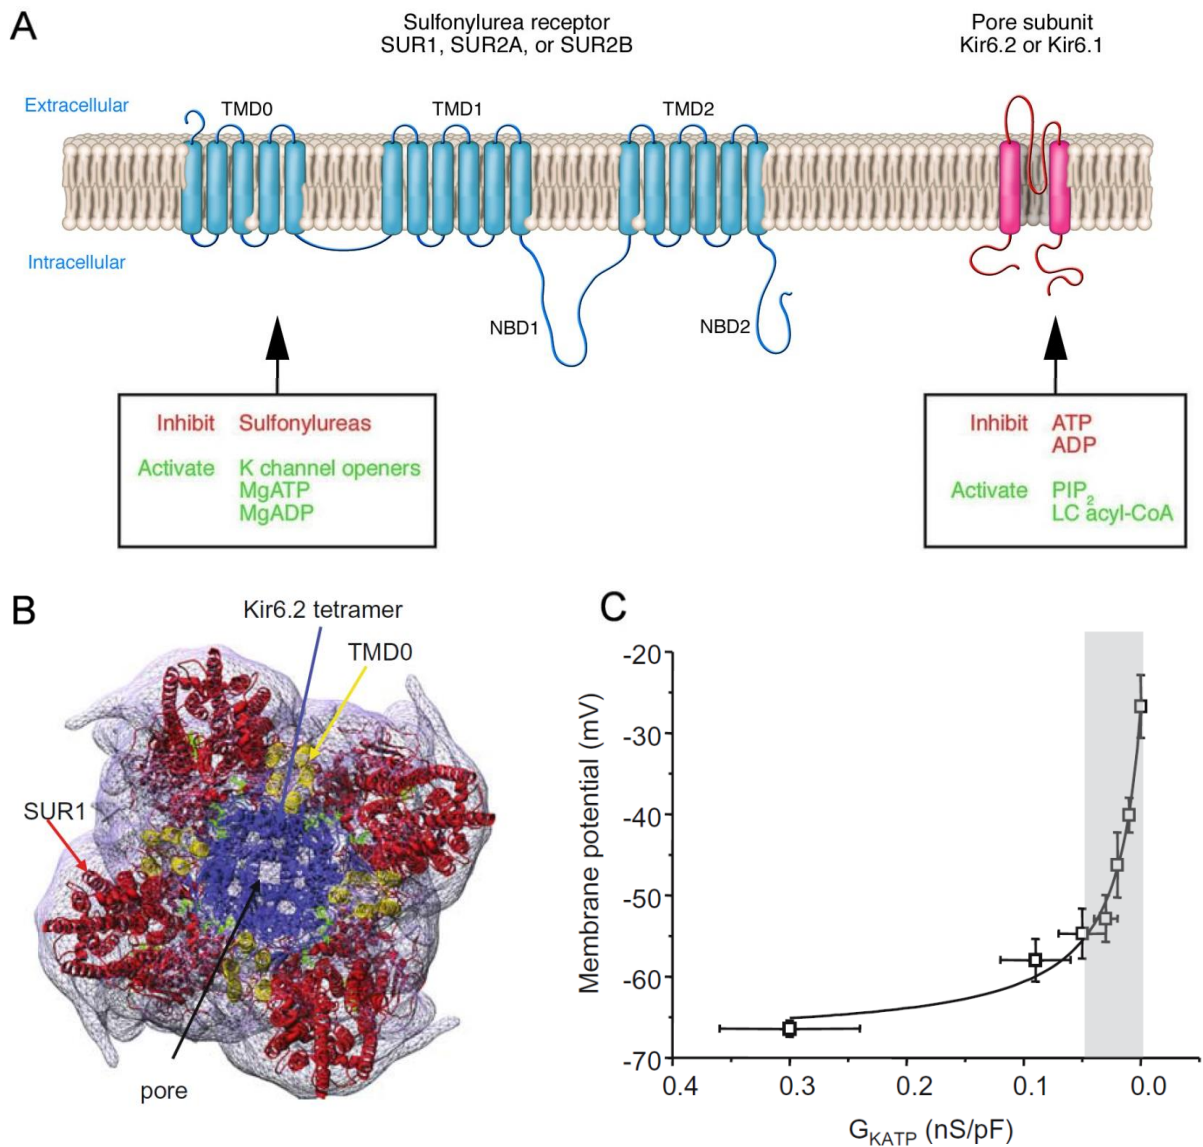 A
Sulfonylurea receptor
SUR1, SUR2A, or SUR2B
Pore subunit
Kir6.2 or Kir6.1
Extracellular
TMD0
TMD1
TMD2
Intracellular
NBD1
NBD2
Inhibit Sulfonylureas
Activate K channel openers
MgATP
MgADP
Inhibit ATP
ADP
Activate PIP2
LC acyl-CoA
B
Kir6.2 tetramer
TMD0
SUR1
pore
C
Membrane potential (mV)
-20
-30
-40
-50
-60
-70
0.4 0.3 0.2 0.1 0.0
GKATP (nS/pF)